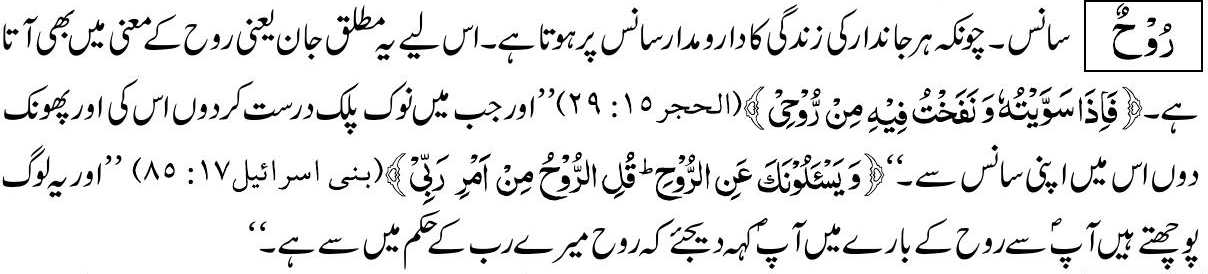 رُوْحٌ سانس۔ چونکہ ہر جاندار کی زندگی کا دارومدار سانس پر ہوتا ہے۔ اس لیے یہ مطلق جان یعنی روح کے معنی میں بھی آتا
ہے۔ ﴿فَاِذَا سَوَّیْتُہٗ وَ نَفَخْتُ فِیْہِ مِنْ رُّوْحِیْ﴾ (الحجر ۱۵ : ۲۹) ’’اور جب میں نوک پلک درست کر دوں اس کی اور پھونک
دوں اس میں اپنی سانس سے۔‘‘ ﴿وَ یَسْئَلُوْنَکَ عَنِ الرُّوْحِ ط قُلِ الرُّوْحُ مِنْ اَمْرِ رَبِّیْ﴾ (بنی اسرائیل ۱۷ : ۸۵) ’’اور یہ لوگ
پوچھتے ہیں آپؐ سے روح کے بارے میں آپؐ کہہ دیجئے کہ روح میرے رب کے حکم میں سے ہے۔‘‘